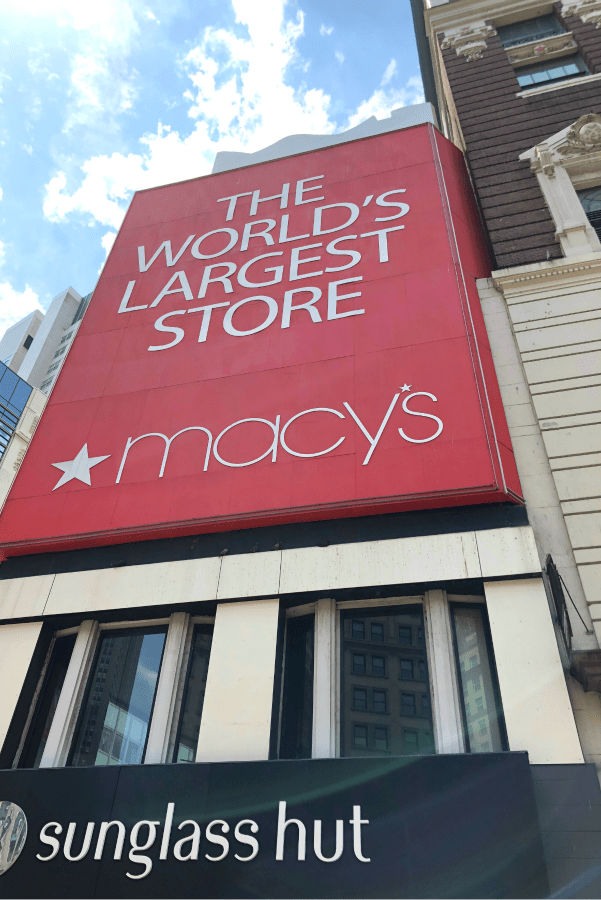 THE
WORLD'S
LARGEST
STORE
macy's
sunglass hut